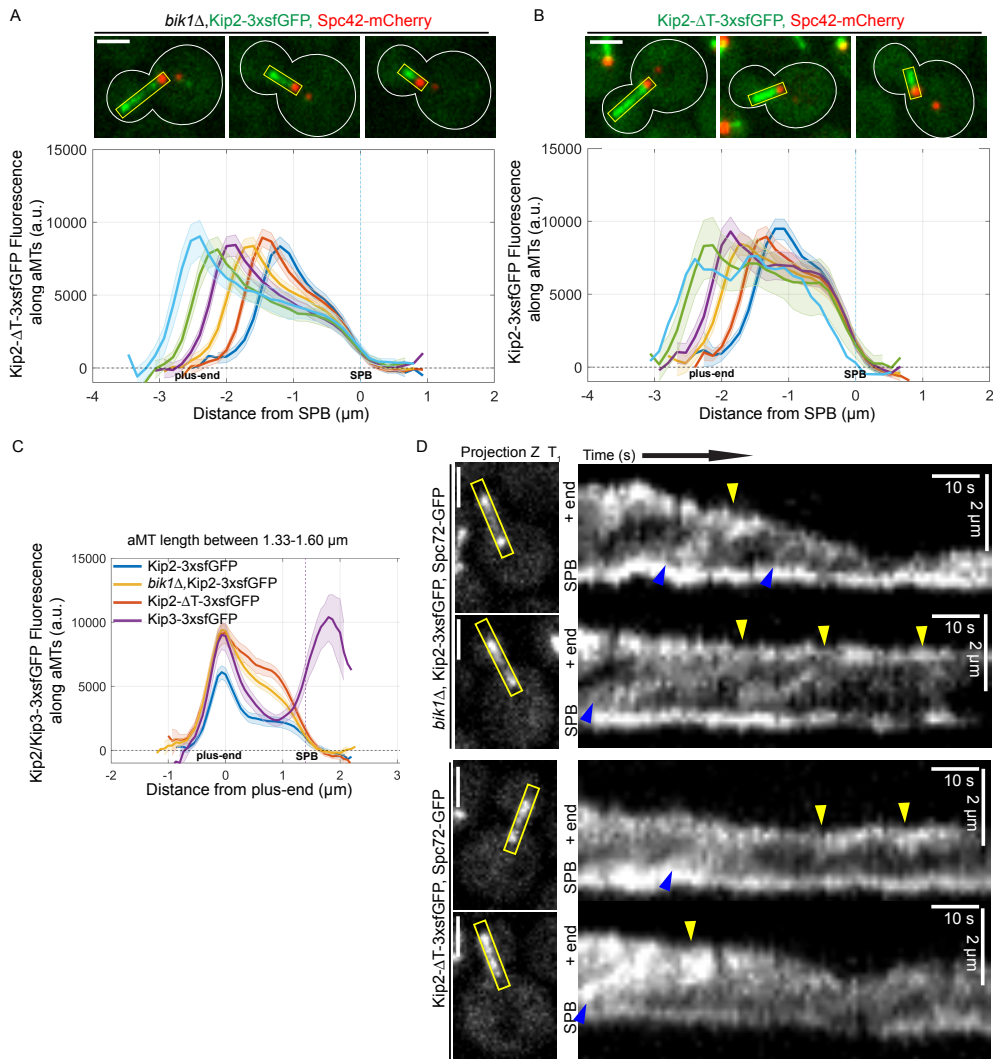 A
bik1Δ,Kip2-3xsfGFP, Spc42-mCherry
Kip2-ΔT-3xsfGFP Fluorescence
along aMTs (a.u.)
15000
10000
5000
0
plus-end
SPB
-4
-3
-2
-1
0
1
2
Distance from SPB (µm)
B
Kip2-ΔT-3xsfGFP, Spc42-mCherry
Kip2-3xsfGFP Fluorescence
along aMTs (a.u.)
15000
10000
5000
0
plus-end
SPB
-4
-3
-2
-1
0
1
2
Distance from SPB (µm)
C
aMT length between 1.33-1.60 µm
Kip2/Kip3-3xsfGFP Fluorescence
along aMTs (a.u.)
15000
10000
5000
0
Kip2-3xsfGFP
bik1Δ,Kip2-3xsfGFP
Kip2-ΔT-3xsfGFP
Kip3-3xsfGFP
plus-end
SPB
-2
-1
0
1
2
3
Distance from plus-end (µm)
D
Projection Z T1
Time (s)
bik1Δ, Kip2-3xsfGFP, Spc72-GFP
+ end
SPB
10 s
2 µm
+ end
SPB
10 s
2 µm
Kip2-ΔT-3xsfGFP, Spc72-GFP
+ end
SPB
10 s
2 µm
+ end
SPB
10 s
2 µm